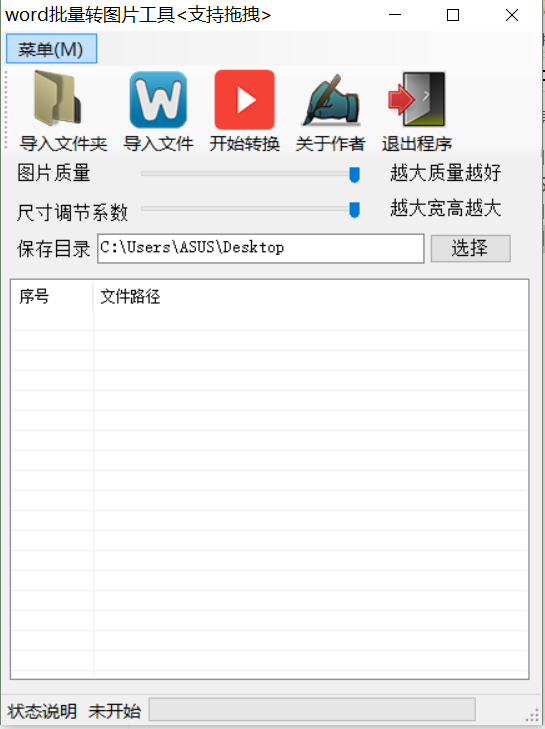 word批量转图片工具<支持拖拽>
菜单(M)
导入文件夹 导入文件 开始转换 关于作者 退出程序
图片质量 越大质量越好
尺寸调节系数 越大宽高越大
保存目录 C:\Users\ASUS\Desktop 选择
序号 文件路径
状态说明 未开始